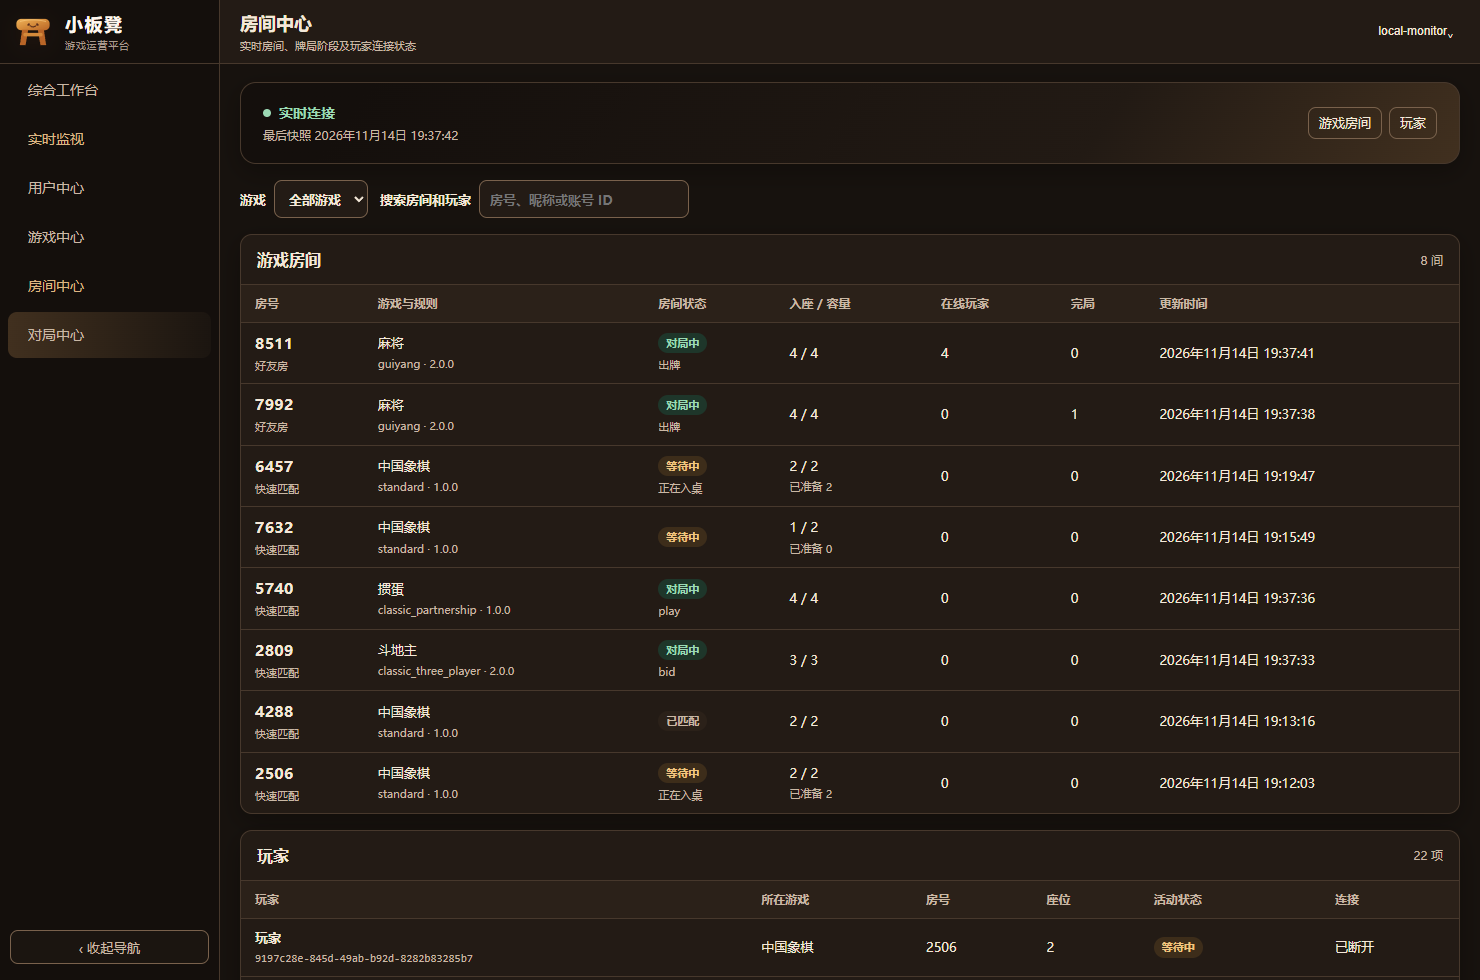 小板凳
游戏运营平台
综合工作台
实时监视
用户中心
游戏中心
房间中心
对局中心
‹ 收起导航
房间中心
实时房间、牌局阶段及玩家连接状态
local-monitor
实时连接
最后快照 2026年11月14日 19:37:42
游戏房间 玩家
游戏 全部游戏 搜索房间和玩家 房号、昵称或账号 ID
游戏房间 8 间
房号 游戏与规则 房间状态 入座 / 容量 在线玩家 完局 更新时间
8511 麻将 对局中 4 / 4 4 0 2026年11月14日 19:37:41
好友房 guiyang · 2.0.0 出牌
7992 麻将 对局中 4 / 4 0 1 2026年11月14日 19:37:38
好友房 guiyang · 2.0.0 出牌
6457 中国象棋 等待中 2 / 2 0 0 2026年11月14日 19:19:47
快速匹配 standard · 1.0.0 正在入桌 已准备 2
7632 中国象棋 等待中 1 / 2 0 0 2026年11月14日 19:15:49
快速匹配 standard · 1.0.0 已准备 0
5740 掼蛋 对局中 4 / 4 0 0 2026年11月14日 19:37:36
快速匹配 classic_partnership · 1.0.0 play
2809 斗地主 对局中 3 / 3 0 0 2026年11月14日 19:37:33
快速匹配 classic_three_player · 2.0.0 bid
4288 中国象棋 已匹配 2 / 2 0 0 2026年11月14日 19:13:16
快速匹配 standard · 1.0.0
2506 中国象棋 等待中 2 / 2 0 0 2026年11月14日 19:12:03
快速匹配 standard · 1.0.0 正在入桌 已准备 2
玩家 22 项
玩家 所在游戏 房号 座位 活动状态 连接
玩家 中国象棋 2506 2 等待中 已断开
9197c28e-845d-49ab-b92d-8282b83285b7